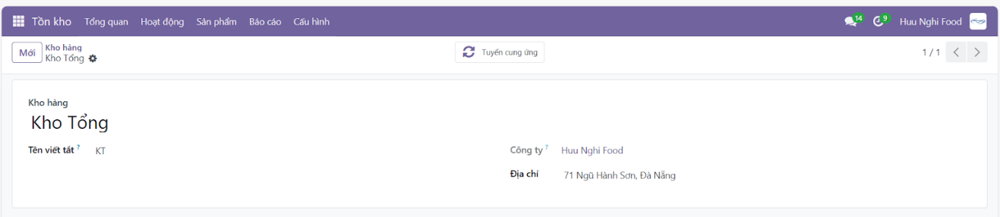 Tồn kho Tổng quan Hoạt động Sản phẩm Báo cáo Cấu hình 14 9 Huu Nghi Food
Mới Kho hàng Tuyến cung ứng 1 / 1
Kho Tổng
Kho hàng
Kho Tổng
Tên viết tắt ? KT Công ty ? Huu Nghi Food
Địa chỉ 71 Ngũ Hành Sơn, Đà Nẵng